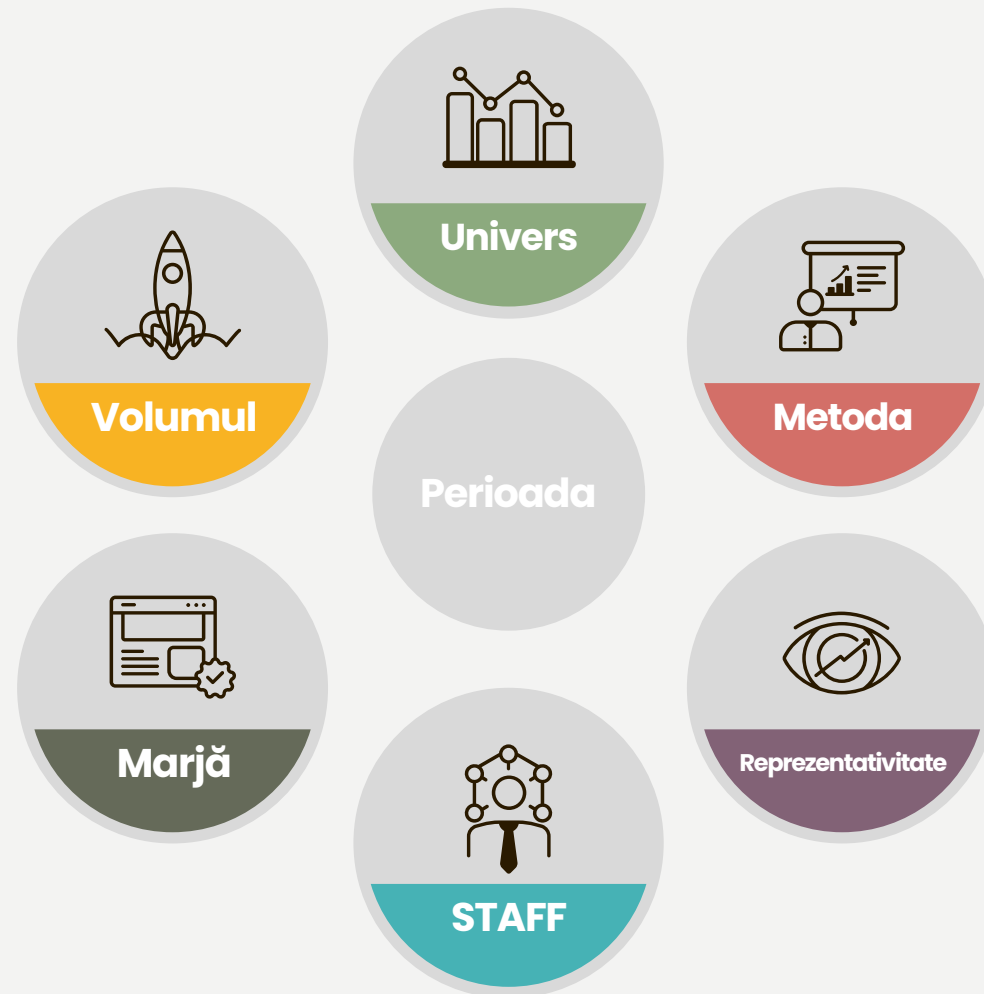 Univers
Volumul
Metoda
Perioada
Marjă
Reprezentativitate
STAFF